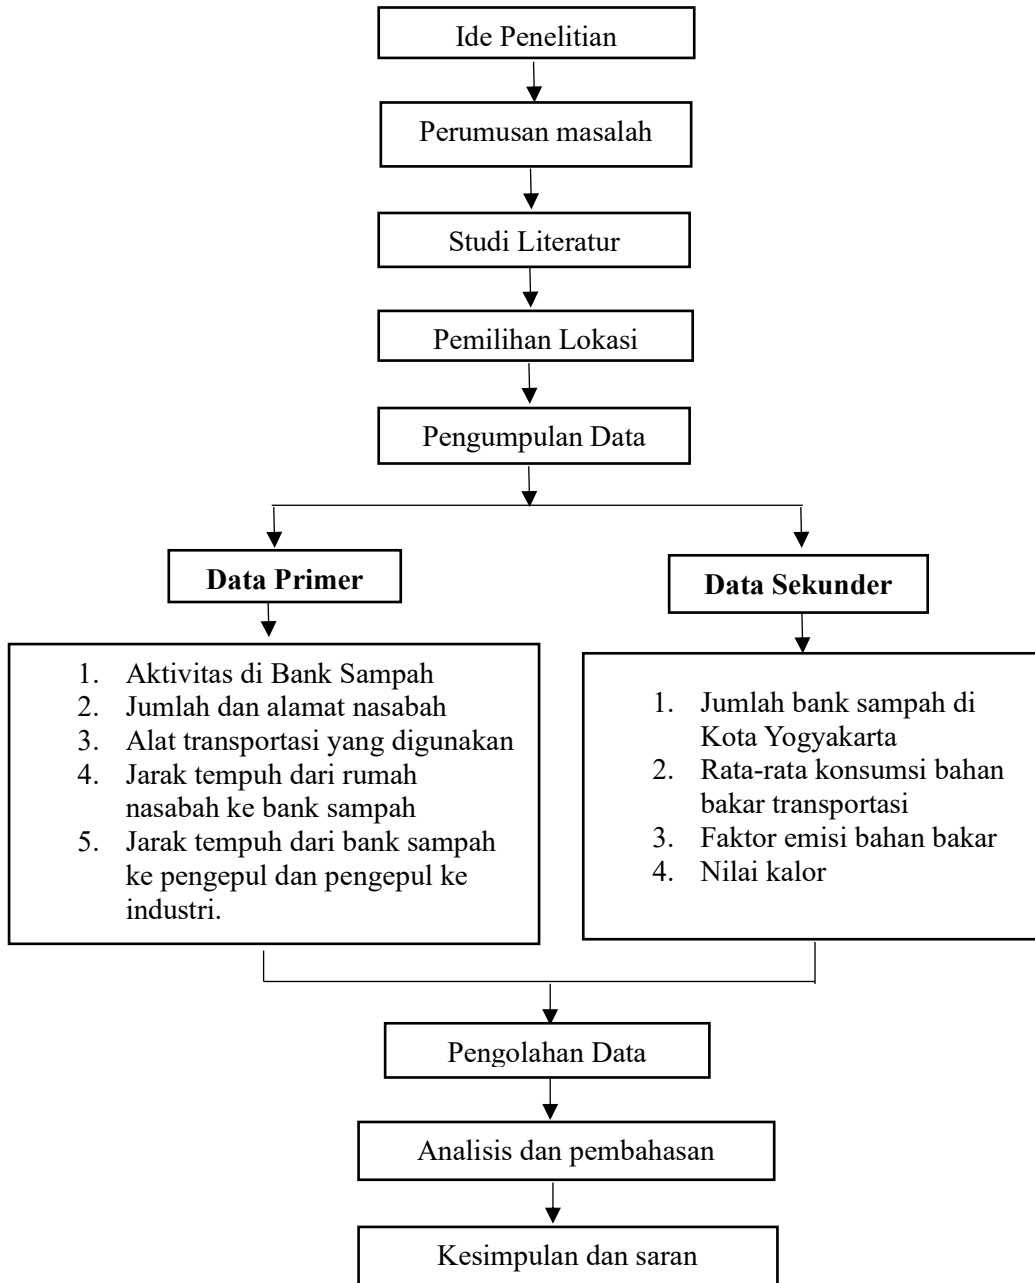 Ide Penelitian
Perumusan masalah
Studi Literatur
Pemilihan Lokasi
Pengumpulan Data
Data Primer
1. Aktivitas di Bank Sampah
2. Jumlah dan alamat nasabah
3. Alat transportasi yang digunakan
4. Jarak tempuh dari rumah
nasabah ke bank sampah
5. Jarak tempuh dari bank sampah
ke pengepul dan pengepul ke
industri.
Data Sekunder
1. Jumlah bank sampah di
Kota Yogyakarta
2. Rata-rata konsumsi bahan
bakar transportasi
3. Faktor emisi bahan bakar
4. Nilai kalor
Pengolahan Data
Analisis dan pembahasan
Kesimpulan dan saran